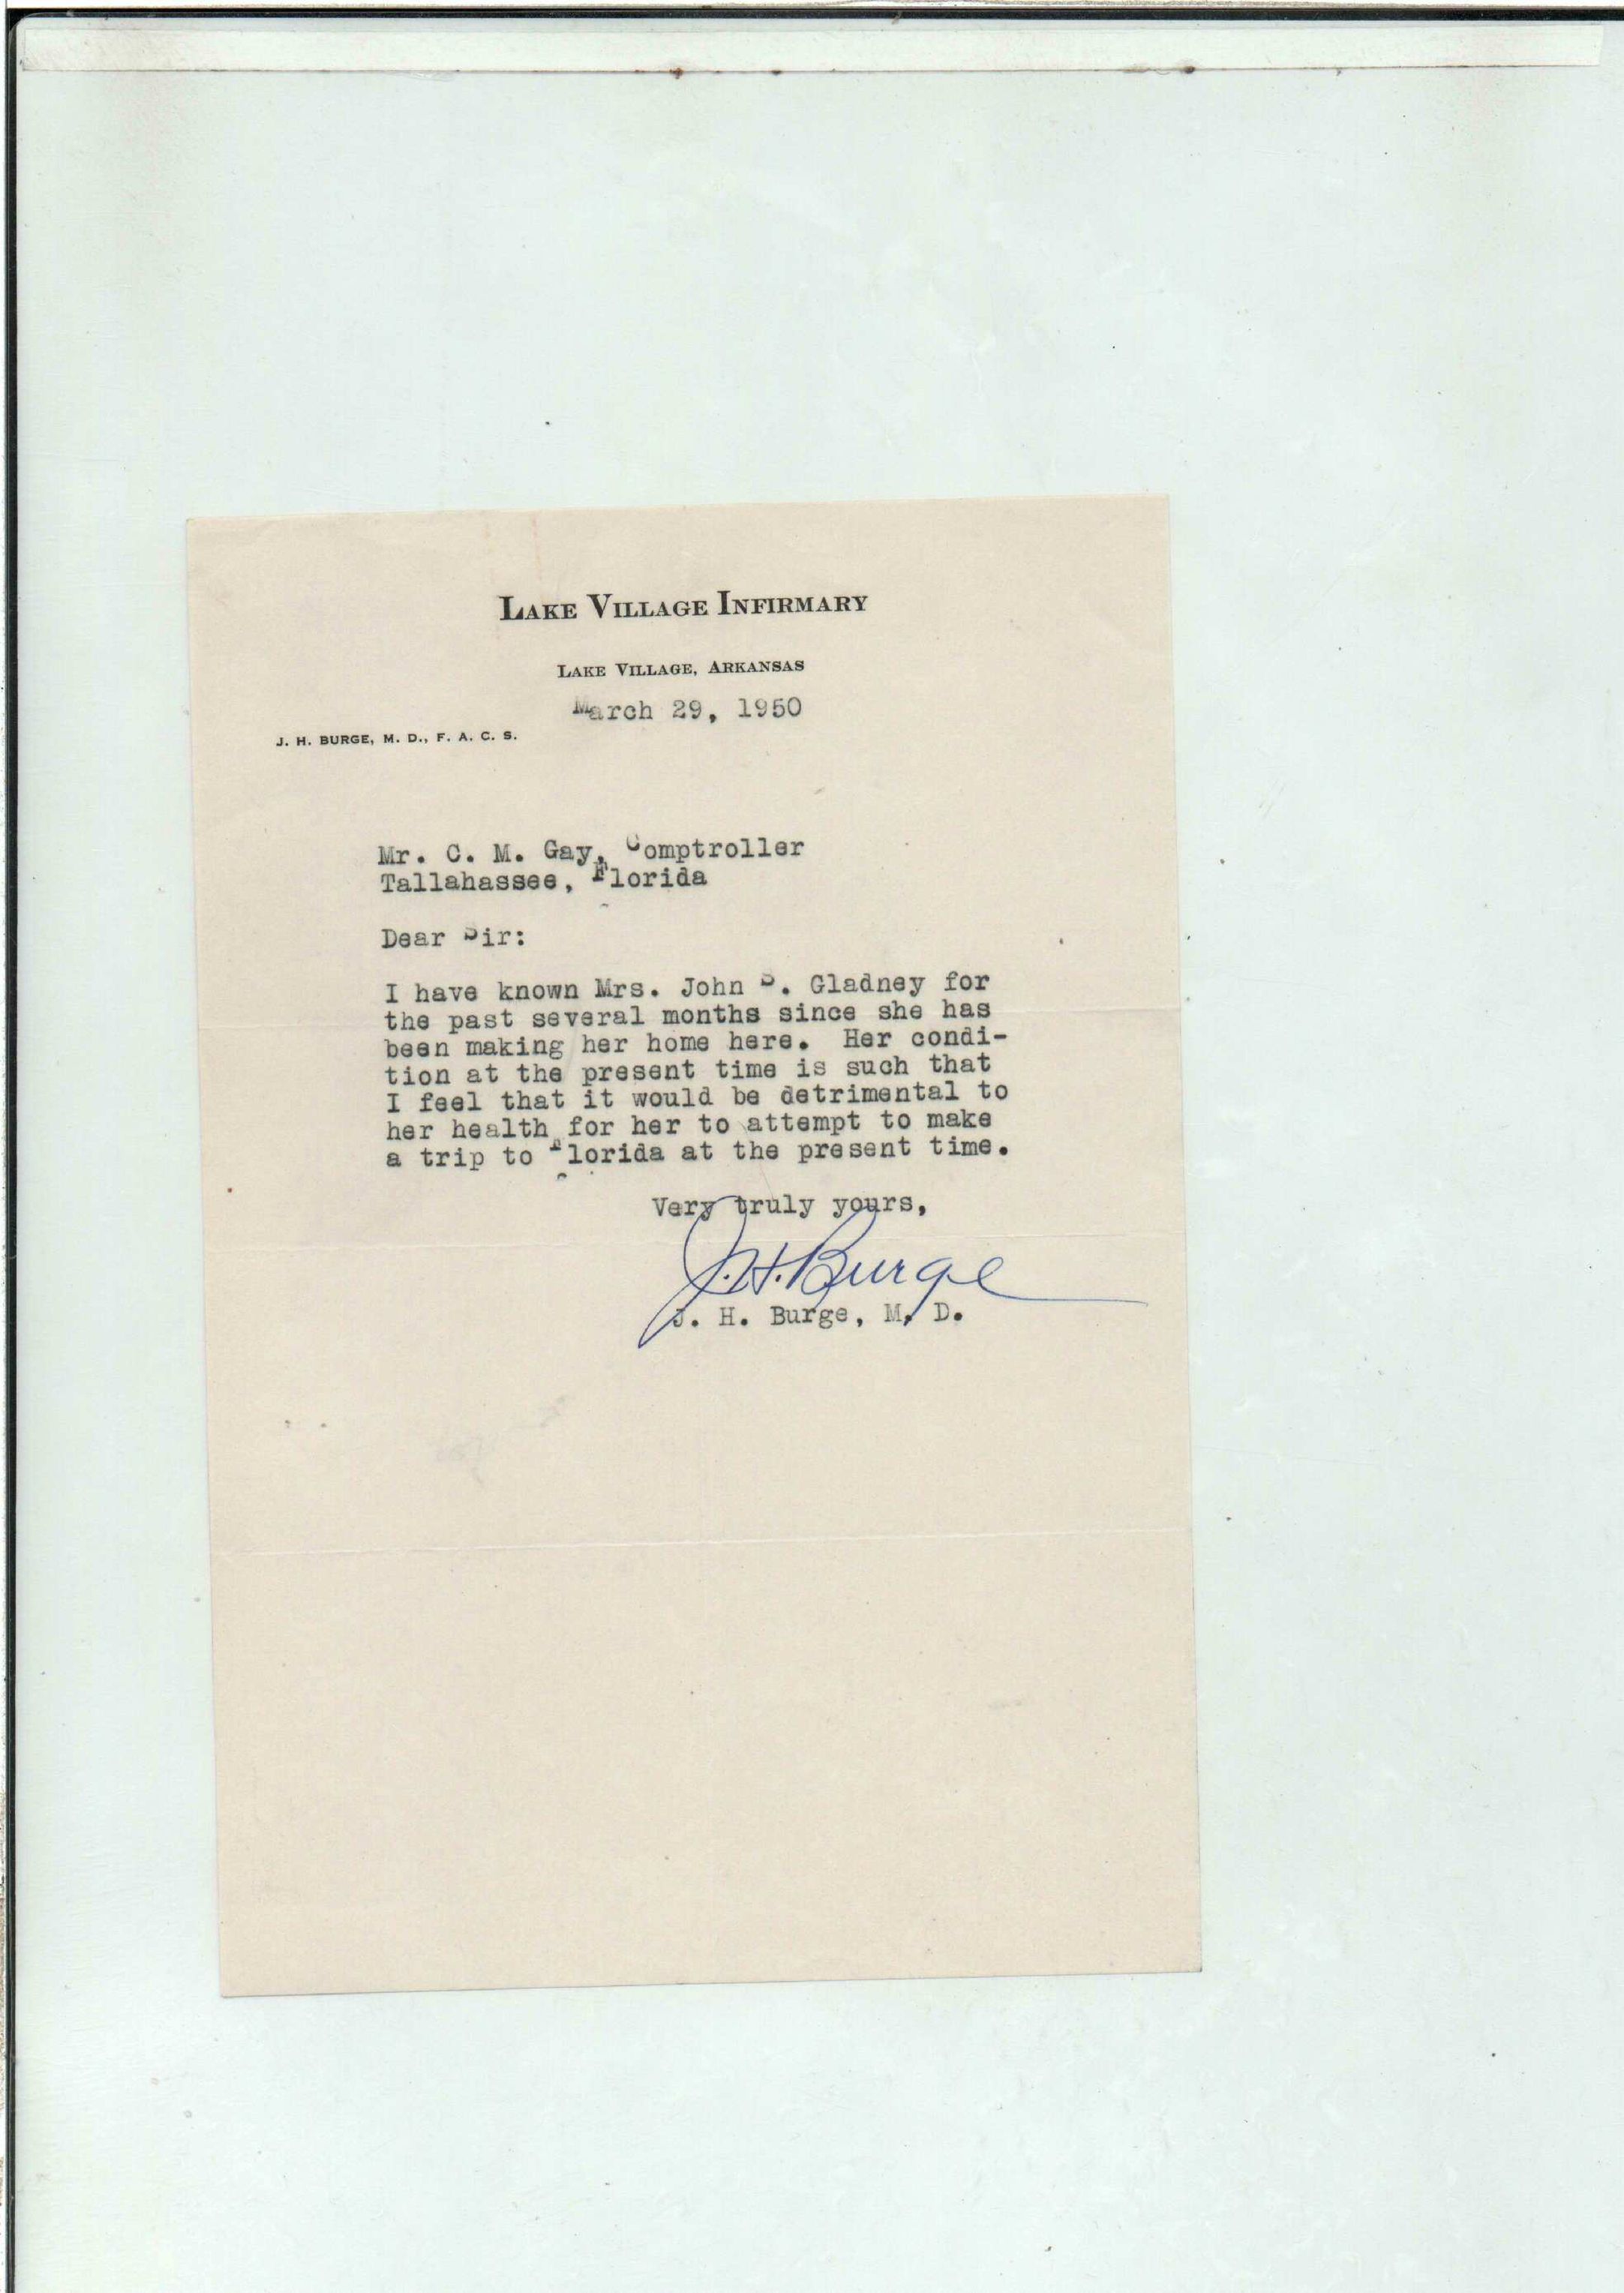 LAKE VILLAGE INFIRMARY
LAKE VILLAGE, ARKANSAS
March 29, 1950
J. H. BURGE, M. D., F. A. C. S.
Mr. C. M. Gay, Comptroller
Tallahassee, Florida
Dear Sir:
I have known Mrs. John S. Gladney for
the past several months since she has
been making her home here. Her condi-
tion at the present time is such that
I feel that it would be detrimental to
her health for her to attempt to make
a trip to Florida at the present time.
Very truly yours,
J. H. Burge
J. H. Burge, M. D.